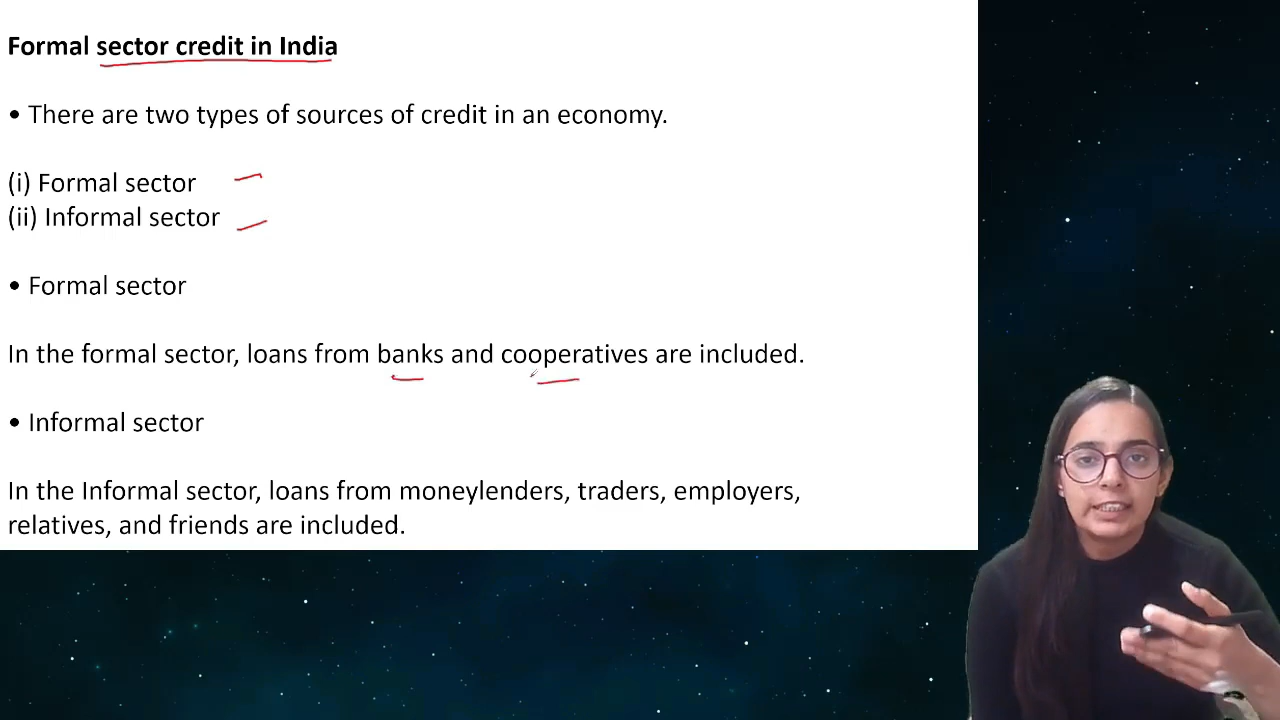 Formal sector credit in India
• There are two types of sources of credit in an economy.
(i) Formal sector
(ii) Informal sector
• Formal sector
In the formal sector, loans from banks and cooperatives are included.
• Informal sector
In the Informal sector, loans from moneylenders, traders, employers,
relatives, and friends are included.